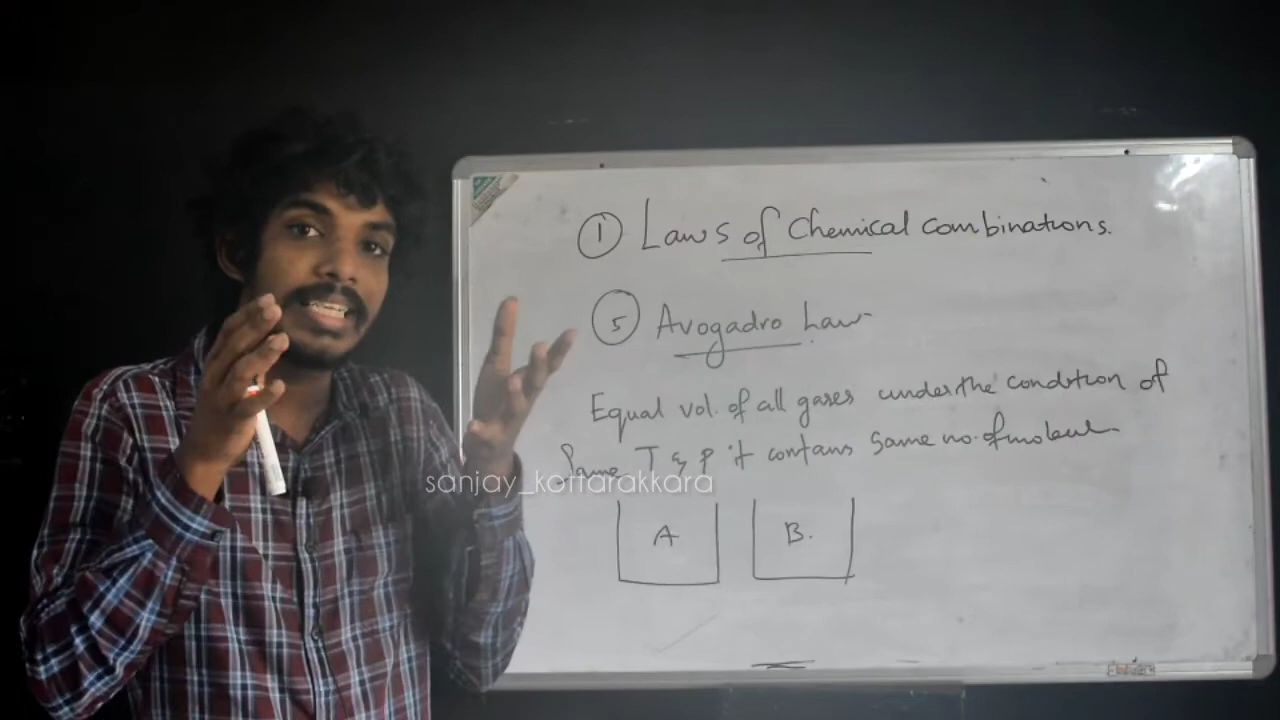 ① Laws of Chemical Combinations.
⑤ Avogadro Law
Equal vol. of all gases under the condition of
Same T & P it contains same no. of
sanjay_kottarakkara
A
B.